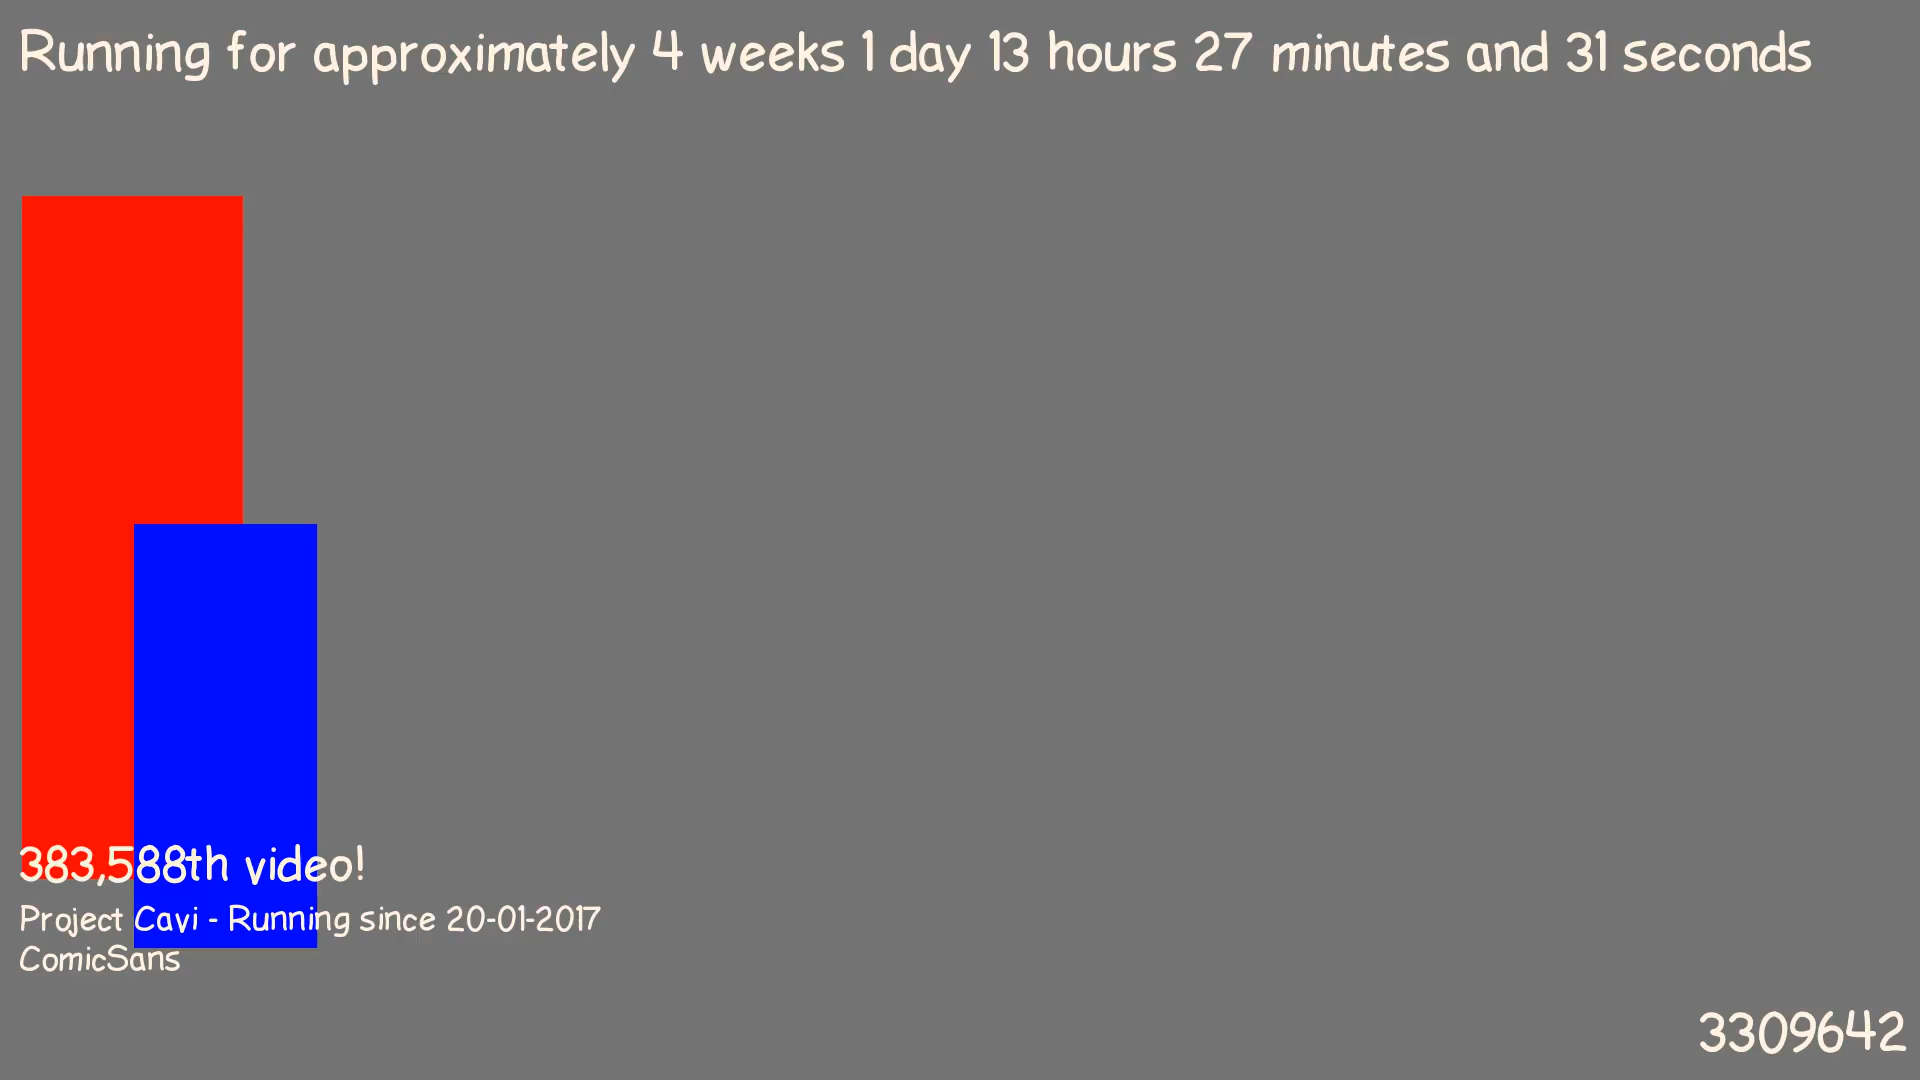 Running for approximately 4 weeks 1 day 13 hours 27 minutes and 31 seconds
383,588th video!
Project Cavi - Running since 20-01-2017
ComicSans
3309642